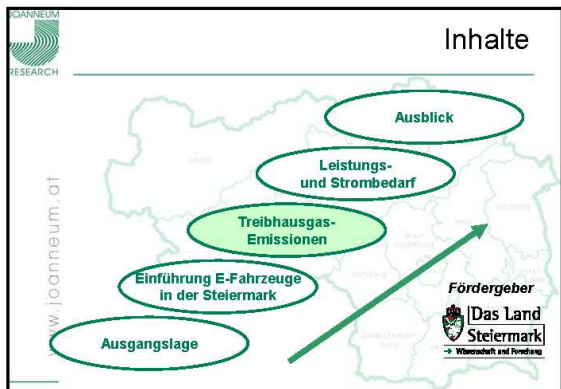 JOANNEUM
RESEARCH
Inhalte
Ausblick
Leistungs-
und Strombedarf
Treibhausgas-
Emissionen
Einführung E-Fahrzeuge
in der Steiermark
Ausgangslage
www.joanneum.at
Fördergeber
Das Land
Steiermark
→ Wissenschaft und Forschung